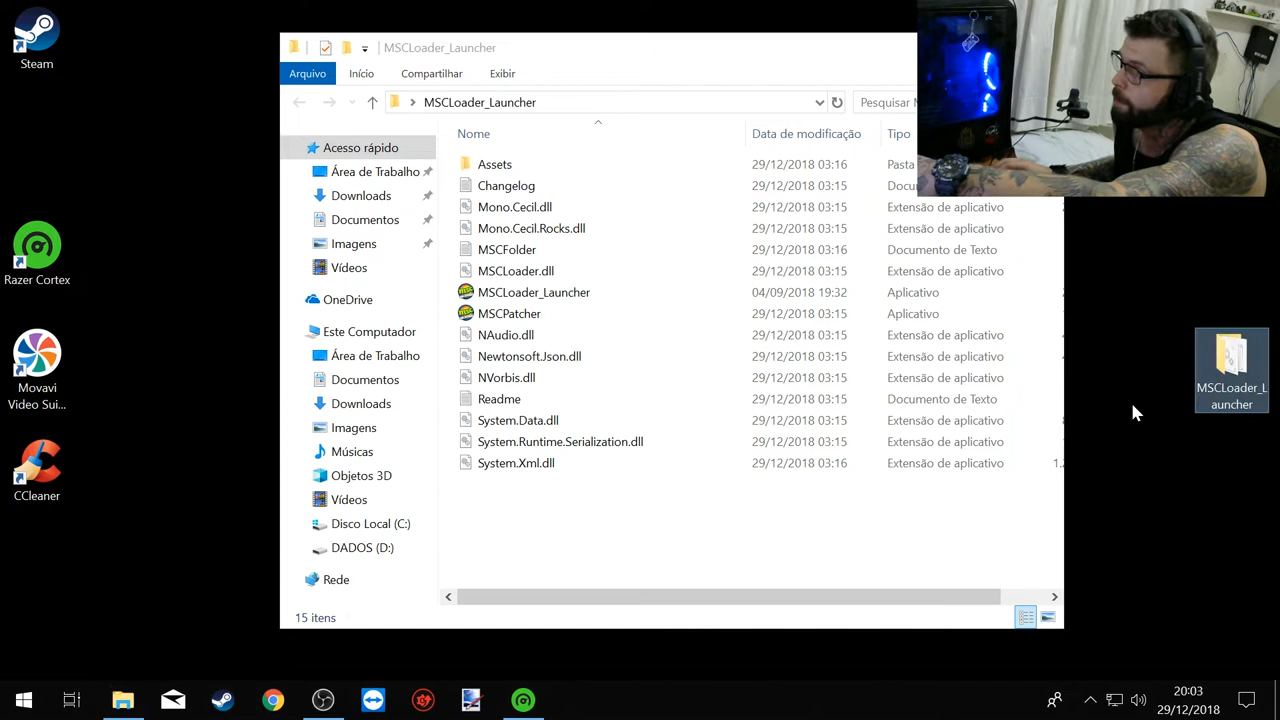 Steam
Razer Cortex
Movavi
Video Sui...
CCleaner
MSCLoader_Launcher
Arquivo
Início
Compartilhar
Exibir
MSCLoader_Launcher
Pesquisar
Nome
Data de modificação
Tipo
Acesso rápido
Área de Trabalho
Downloads
Documentos
Imagens
Vídeos
OneDrive
Este Computador
Área de Trabalho
Documentos
Downloads
Imagens
Músicas
Objetos 3D
Vídeos
Disco Local (C:)
DADOS (D:)
Rede
Assets 29/12/2018 03:16 Pasta
Changelog 29/12/2018 03:15
Mono.Cecil.dll 29/12/2018 03:15 Extensão de aplicativo
Mono.Cecil.Rocks.dll 29/12/2018 03:15 Extensão de aplicativo
MSCFolder 29/12/2018 03:16 Documento de Texto
MSCLoader.dll 29/12/2018 03:15 Extensão de aplicativo
MSCLoader_Launcher 04/09/2018 19:32 Aplicativo
MSCPatcher 29/12/2018 03:15 Aplicativo
NAudio.dll 29/12/2018 03:15 Extensão de aplicativo
Newtonsoft.Json.dll 29/12/2018 03:15 Extensão de aplicativo
NVorbis.dll 29/12/2018 03:15 Extensão de aplicativo
Readme 29/12/2018 03:15 Documento de Texto
System.Data.dll 29/12/2018 03:15 Extensão de aplicativo
System.Runtime.Serialization.dll 29/12/2018 03:15 Extensão de aplicativo
System.Xml.dll 29/12/2018 03:16 Extensão de aplicativo
15 itens
MSCLoader_L
auncher
20:03
29/12/2018